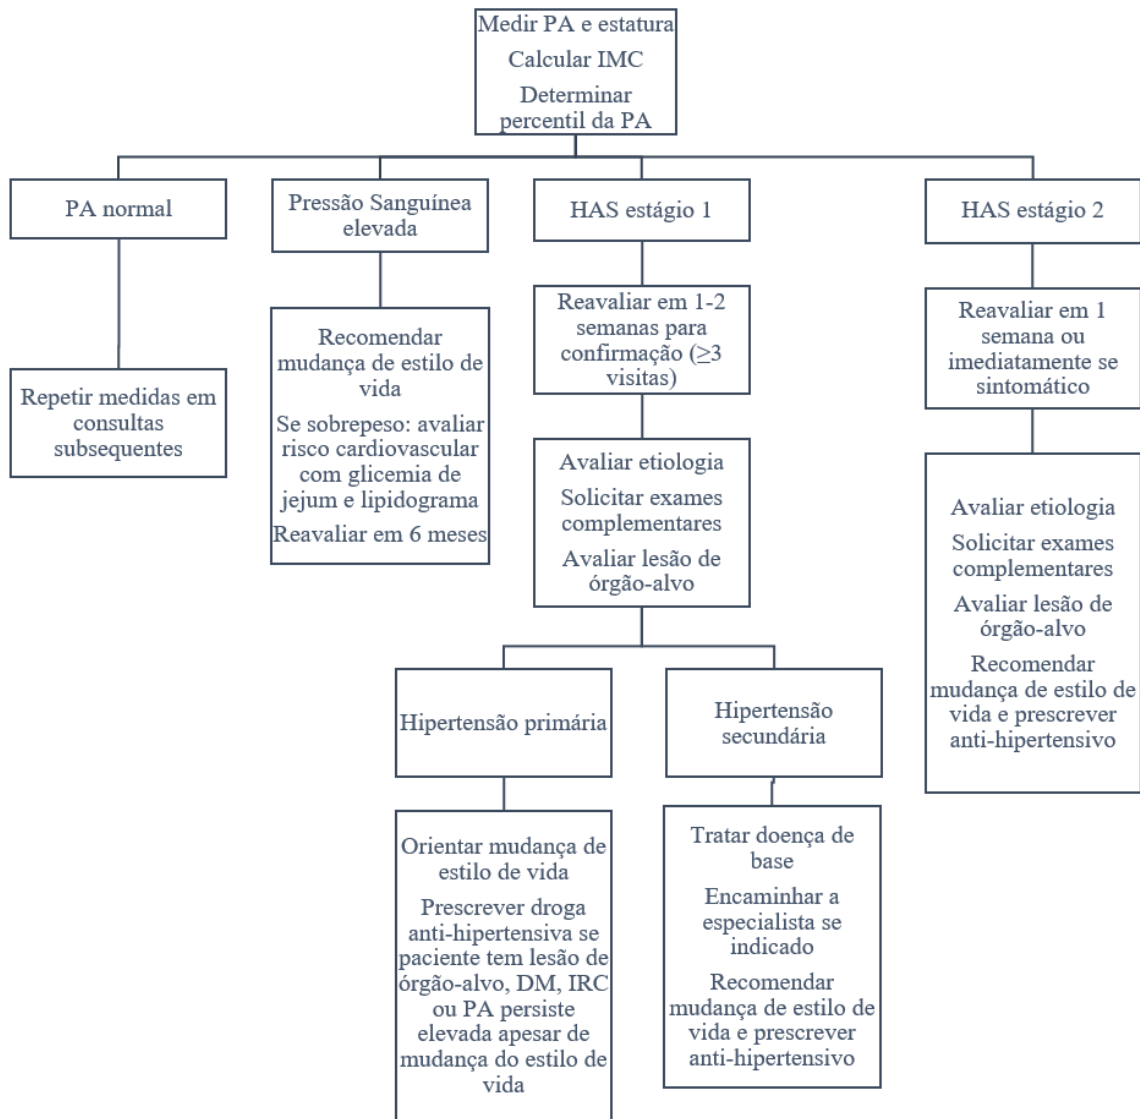 Medir PA e estatura
Calcular IMC
Determinar
percentil da PA
PA normal
Pressão Sanguínea
elevada
HAS estágio 1
HAS estágio 2
Repetir medidas em
consultas
subsequentes
Recomendar
mudança de estilo de
vida
Se sobrepeso: avaliar
risco cardiovascular
com glicemia de
jejum e lipidograma
Reavaliar em 6 meses
Reavaliar em 1-2
semanas para
confirmação (≥3
visitas)
Reavaliar em 1
semana ou
imediatamente se
sintomático
Avaliar etiologia
Solicitar exames
complementares
Avaliar lesão de
órgão-alvo
Avaliar etiologia
Solicitar exames
complementares
Avaliar lesão de
órgão-alvo
Recomendar
mudança de estilo de
vida e prescrever
anti-hipertensivo
Hipertensão primária
Hipertensão
secundária
Orientar mudança de
estilo de vida
Prescrever droga
anti-hipertensiva se
paciente tem lesão de
órgão-alvo, DM, IRC
ou PA persiste
elevada apesar de
mudança do estilo de
vida
Tratar doença de
base
Encaminhar a
especialista se
indicado
Recomendar
mudança de estilo de
vida e prescrever
anti-hipertensivo